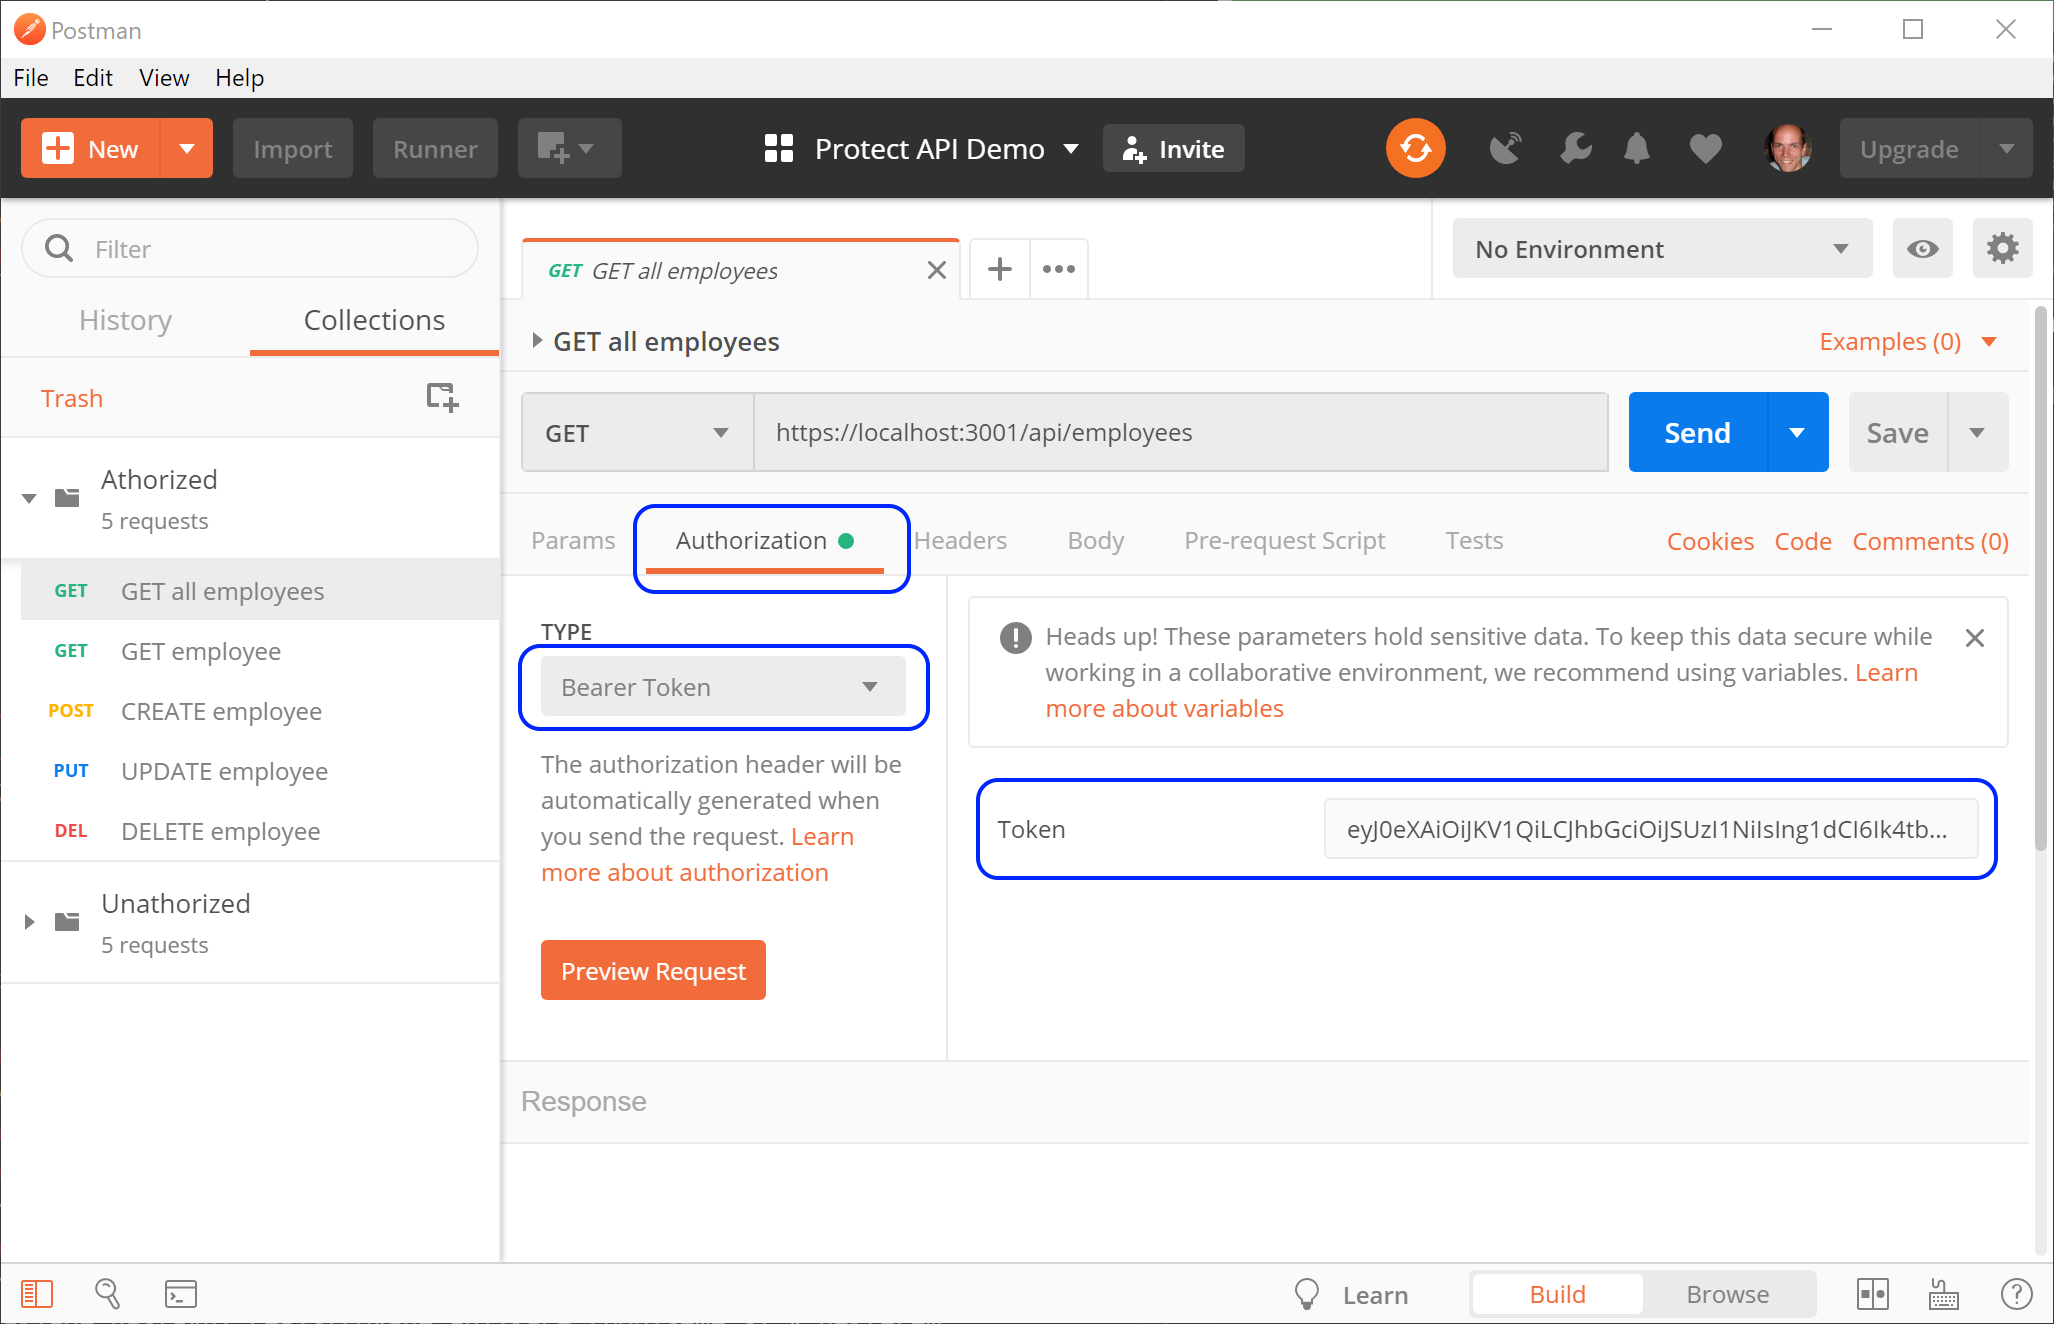 Postman
File Edit View Help
New Import Runner Protect API Demo Invite Upgrade
Filter
History Collections
Trash
Athorized
5 requests
GET GET all employees
GET GET employee
POST CREATE employee
PUT UPDATE employee
DEL DELETE employee
Unathorized
5 requests
GET GET all employees
No Environment
GET all employees
Examples (0)
GET https://localhost:3001/api/employees Send Save
Params Authorization Headers Body Pre-request Script Tests Cookies Code Comments (0)
TYPE
Bearer Token
The authorization header will be
automatically generated when
you send the request. Learn
more about authorization
Preview Request
Heads up! These parameters hold sensitive data. To keep this data secure while
working in a collaborative environment, we recommend using variables. Learn
more about variables
Token eyJ0eXAiOiJKV1QiLCJhbGciOiJSUzI1NiIsIng1dCI6Ik4tb...
Response
Learn Build Browse